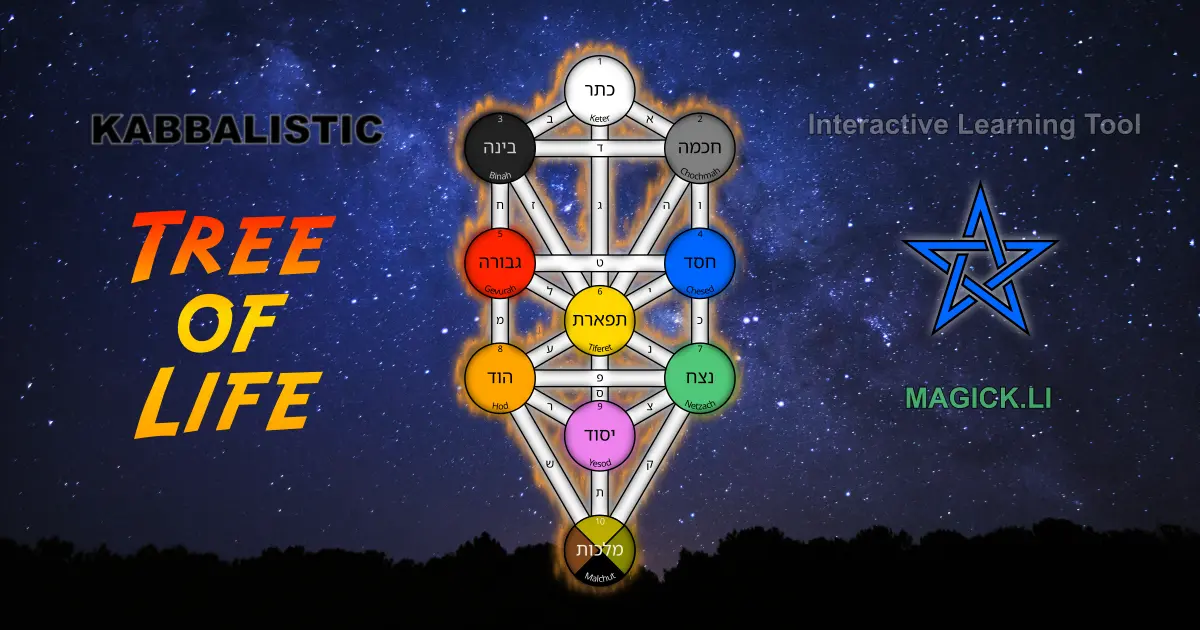 KABBALISTIC
TREE
OF
LIFE
Interactive Learning Tool
MAGICK.LI
1
כתר
Keter
ב
א
3
בינה
Binah
ד
2
חכמה
Chochmah
ח
ז
ג
ה
ו
5
גבורה
Gevurah
ט
4
חסד
Chesed
ל
י
6
תפארת
Tiferet
מ
כ
ע
נ
8
הוד
Hod
פ
7
נצח
Netzach
ס
ר
צ
9
יסוד
Yesod
ש
ק
ת
10
מלכות
Malchut